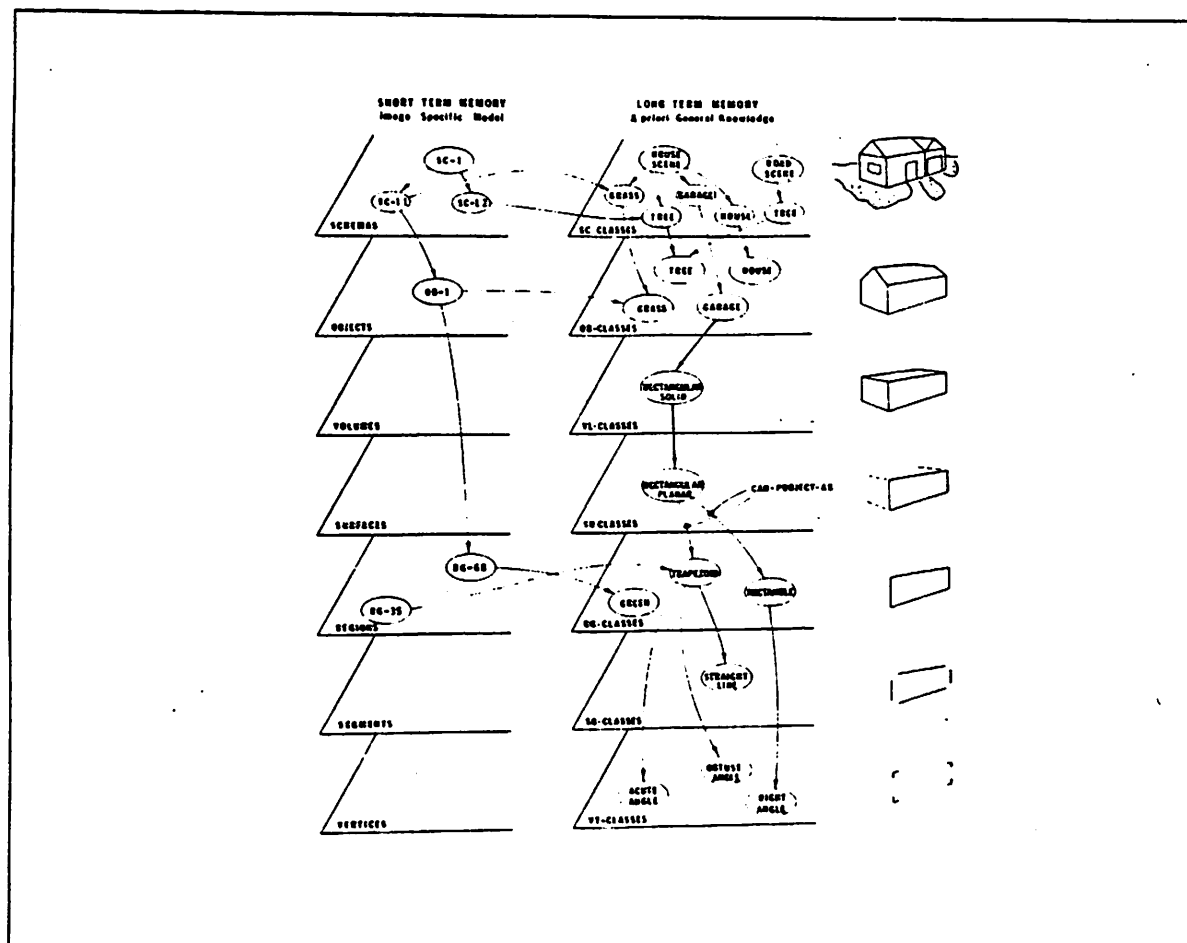 SHORT TERM MEMORY
Image Specific Model
LONG TERM MEMORY
A priori General Knowledge
SC-1
SC-11
SC-12
SCHEMAS
HOUSE
SCENE
ROAD
SCENE
GRASS
GARAGE
TREE
HOUSE
TREE
SC CLASSES
OB-1
OBJECTS
TREE
HOUSE
GRASS
GARAGE
OB-CLASSES
VOLUMES
RECTANGULAR
SOLID
VL-CLASSES
SURFACES
RECTANGULAR
PLANAR
CAN-PROJECT-AS
SU CLASSES
RG-68
RG-35
REGIONS
TRAPEZOID
GREEN
RECTANGLE
RG-CLASSES
SEGMENTS
STRAIGHT
LINE
SG-CLASSES
VERTICES
OBTUSE
ANGLE
ACUTE
ANGLE
RIGHT
ANGLE
VT-CLASSES